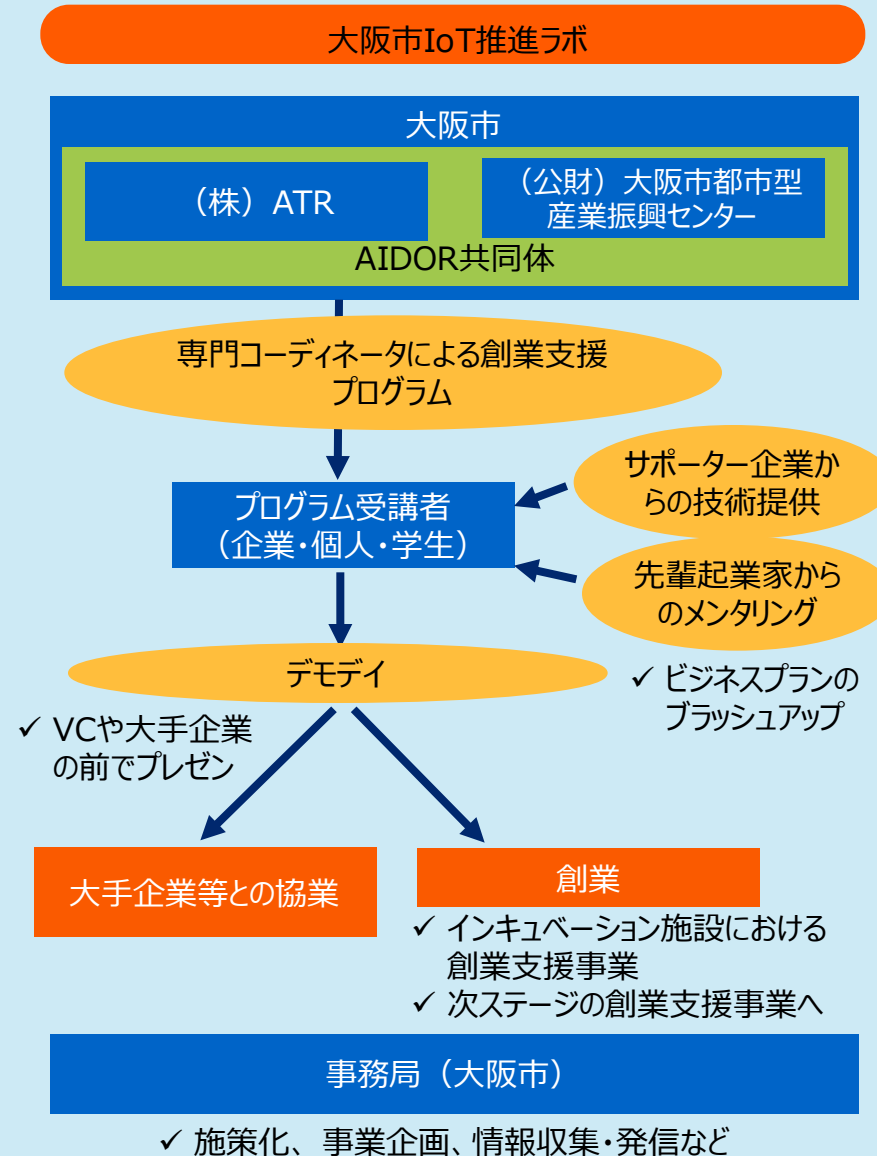 大阪市IoT推進ラボ
大阪市
（株）ATR
（公財）大阪市都市型
産業振興センター
AIDOR共同体
専門コーディネータによる創業支援
プログラム
サポーター企業か
らの技術提供
プログラム受講者
（企業・個人・学生）
先輩起業家から
のメンタリング
デモデイ
✓ ビジネスプランの
ブラッシュアップ
✓ VCや大手企業
の前でプレゼン
大手企業等との協業
創業
✓ インキュベーション施設における
創業支援事業
✓ 次ステージの創業支援事業へ
事務局（大阪市）
✓ 施策化、事業企画、情報収集・発信など